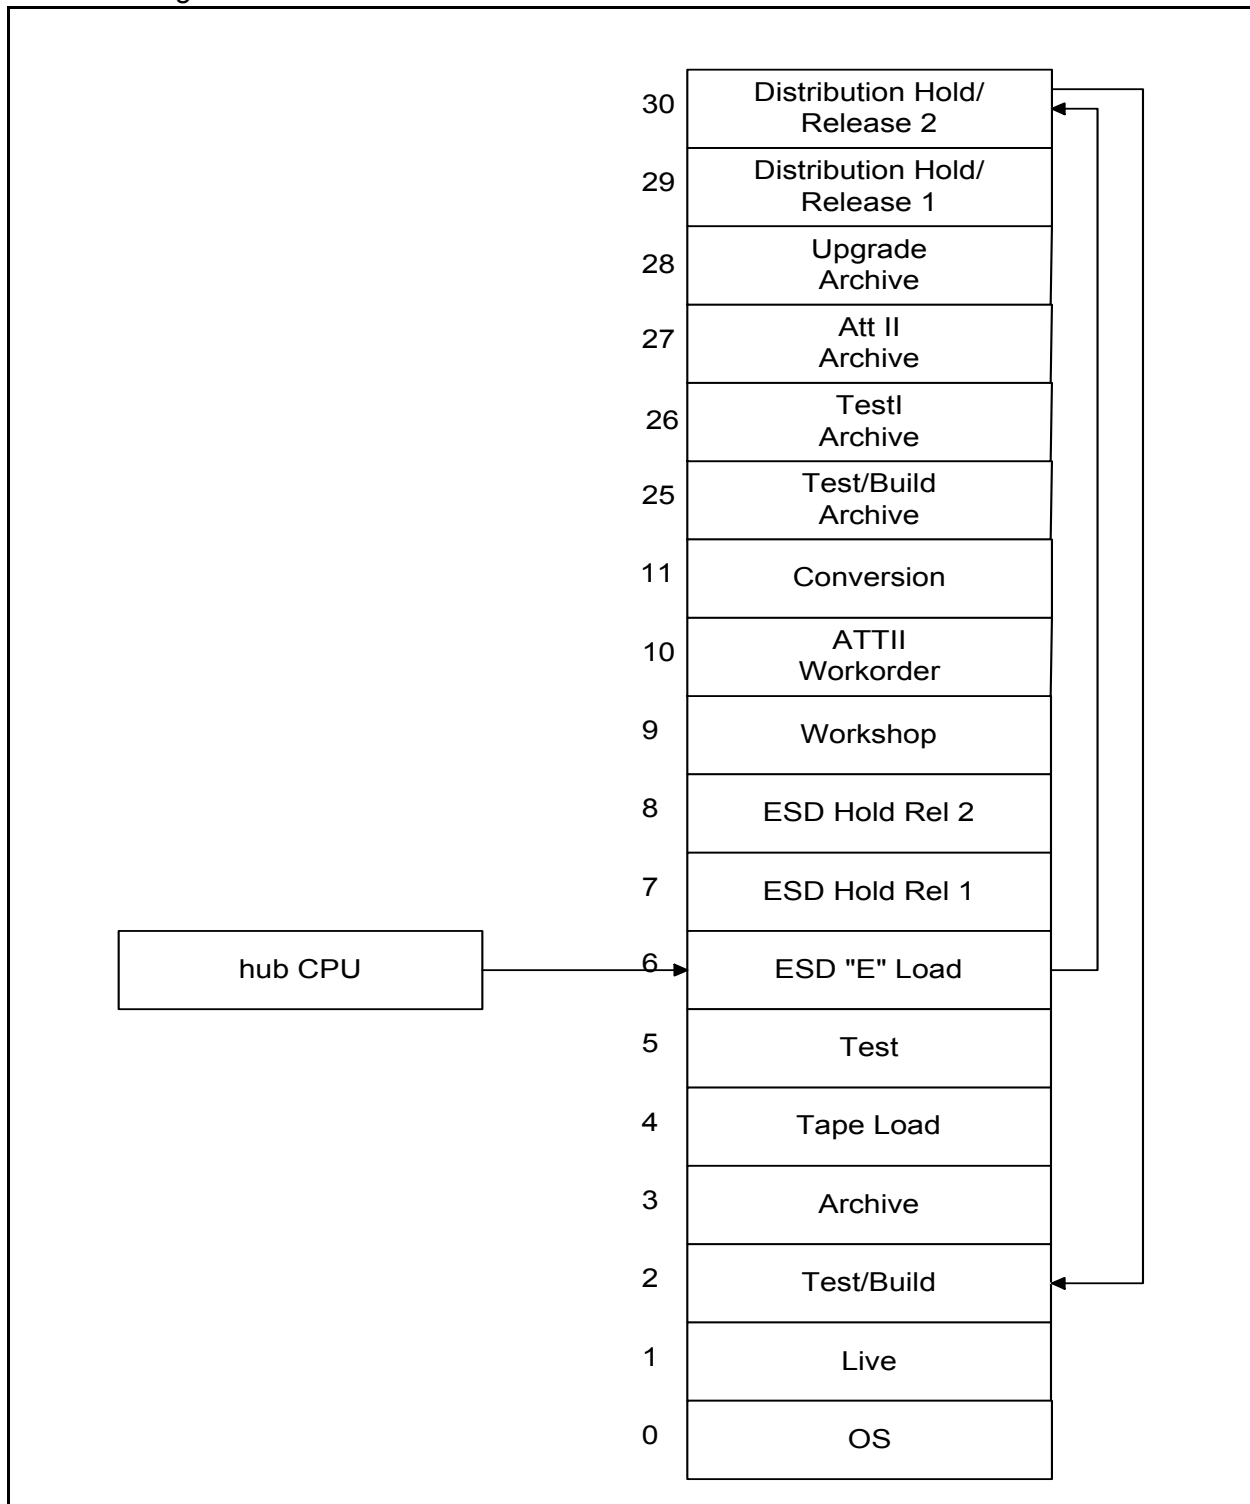 30
Distribution Hold/
Release 2
29
Distribution Hold/
Release 1
28
Upgrade
Archive
27
Att II
Archive
26
TestI
Archive
25
Test/Build
Archive
11
Conversion
10
ATTII
Workorder
9
Workshop
8
ESD Hold Rel 2
7
ESD Hold Rel 1
hub CPU
6
ESD "E" Load
5
Test
4
Tape Load
3
Archive
2
Test/Build
1
Live
0
OS